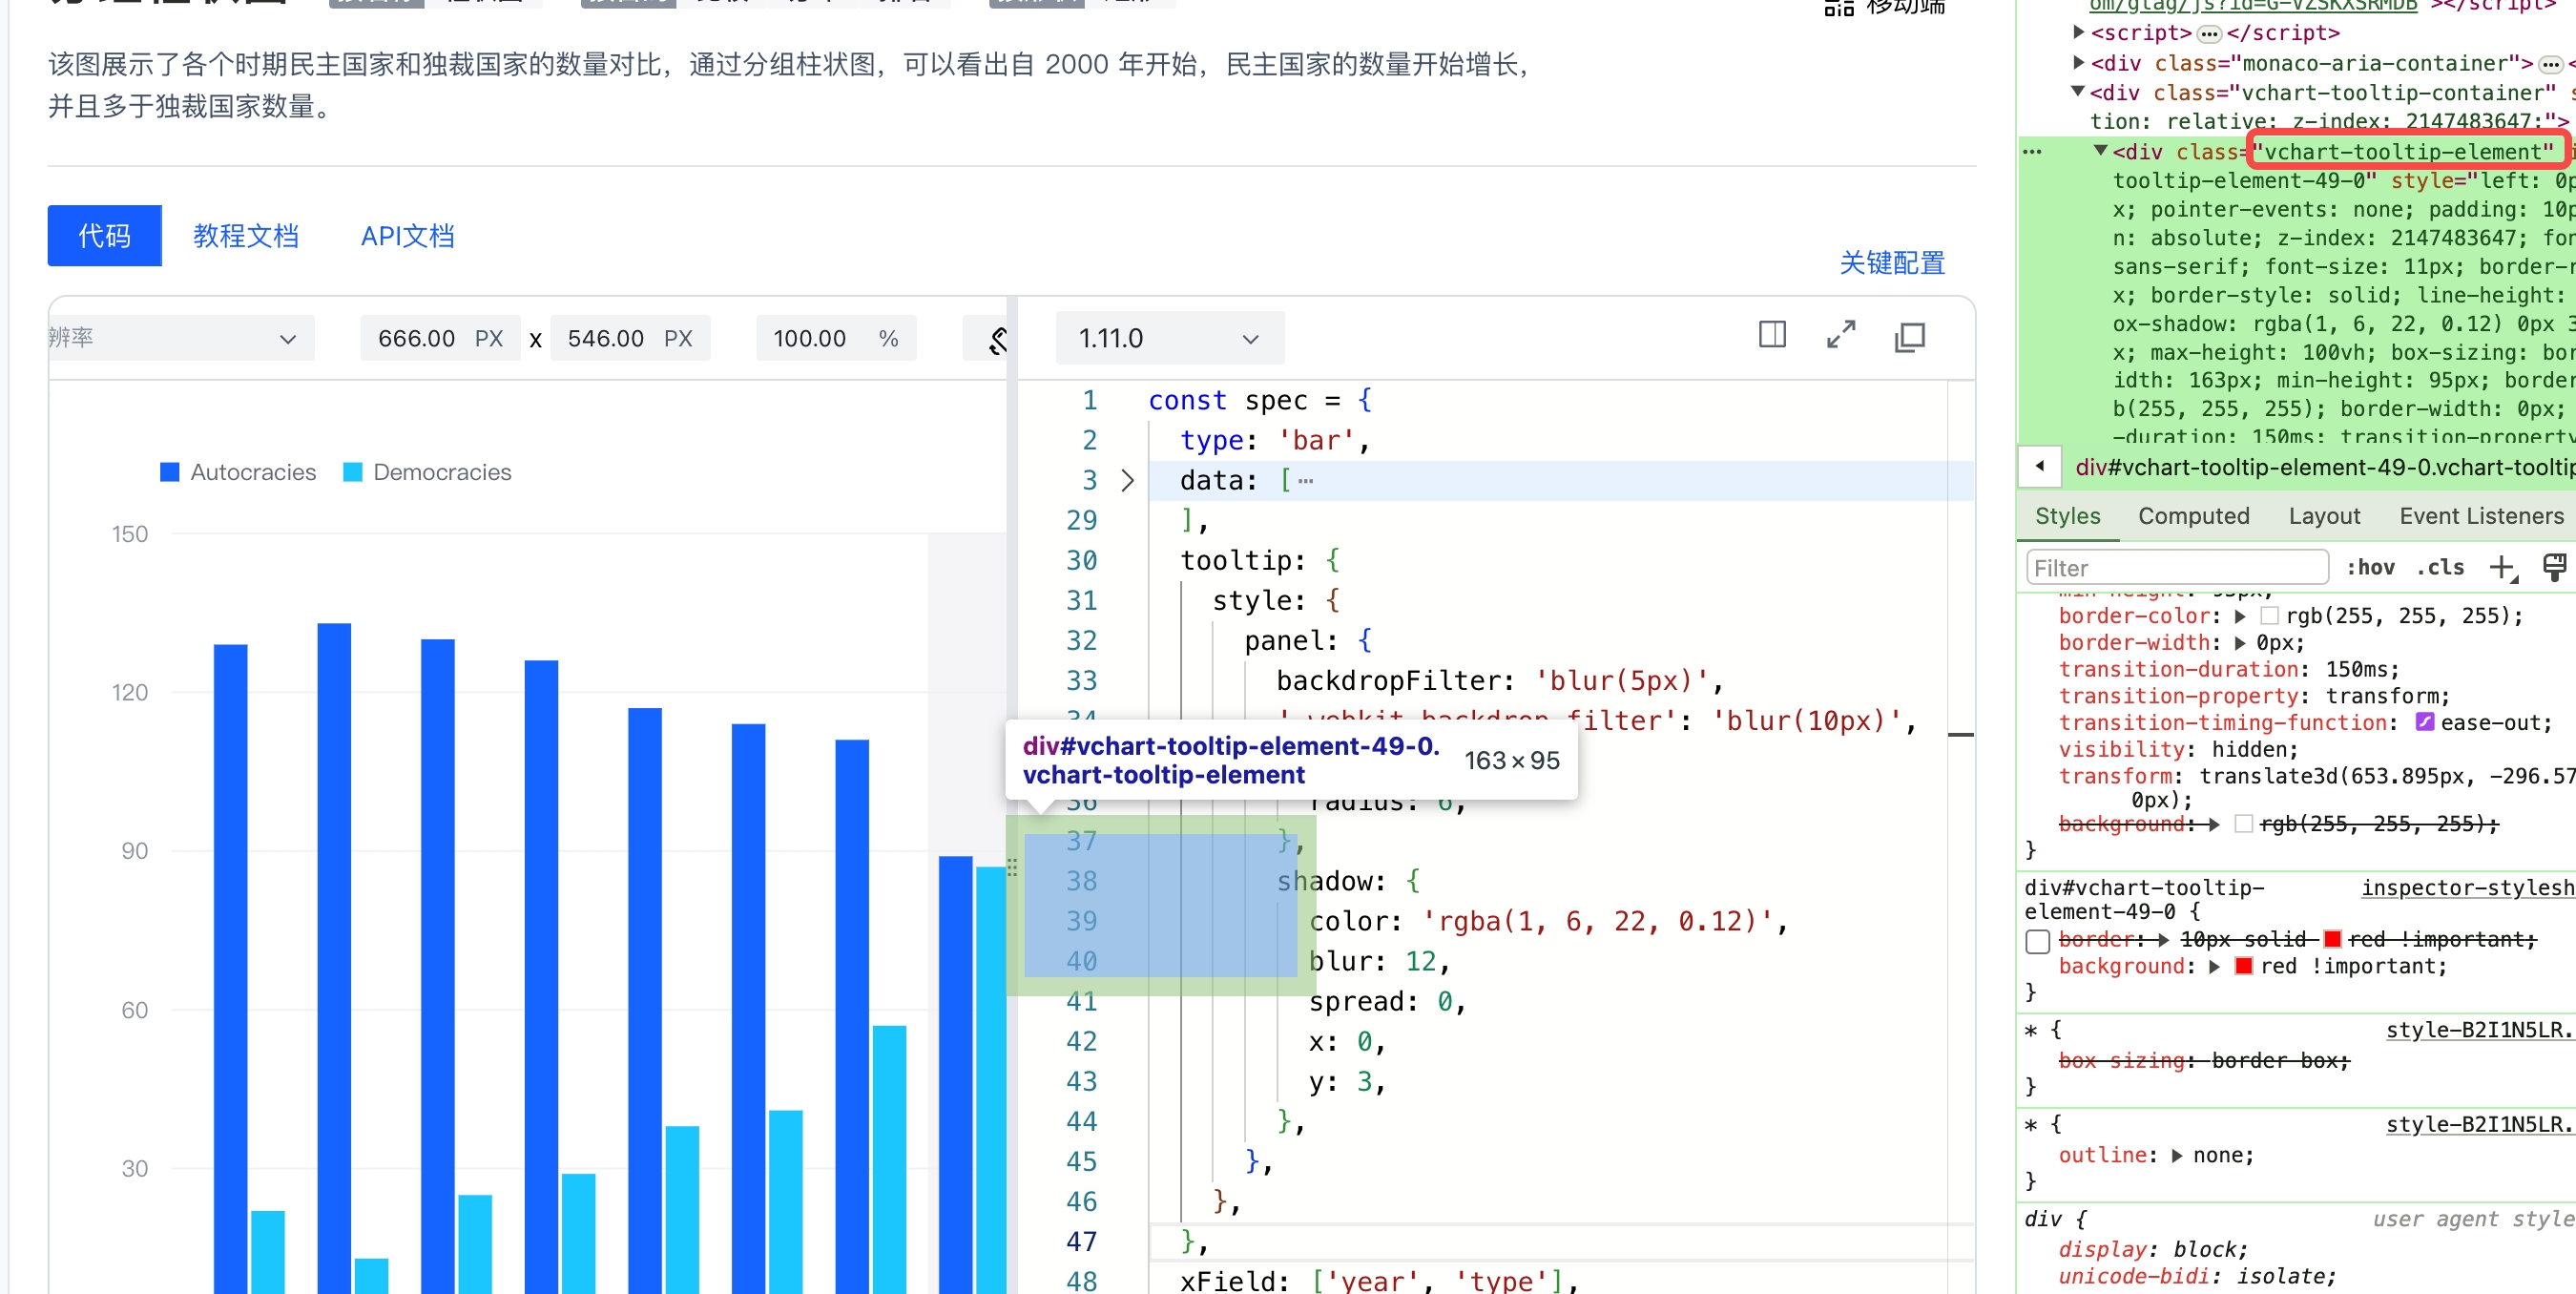 移动端
该图展示了各个时期民主国家和独裁国家的数量对比，通过分组柱状图，可以看出自 2000 年开始，民主国家的数量开始增长，
并且多于独裁国家数量。
代码 教程文档 API文档
关键配置
辨率 666.00 PX x 546.00 PX 100.00 %
Autocracies Democracies
150
120
90
60
30
1.11.0
1 const spec = {
2 type: 'bar',
3 data: [ ⋯
29 ],
30 tooltip: {
31 style: {
32 panel: {
33 backdropFilter: 'blur(5px)',
34 filter': 'blur(10px)',
div#vchart-tooltip-element-49-0.
vchart-tooltip-element 163×95
36 radius: 6,
37 },
38 shadow: {
39 color: 'rgba(1, 6, 22, 0.12)',
40 blur: 12,
41 spread: 0,
42 x: 0,
43 y: 3,
44 },
45 },
46 },
47 },
48 xField: ['year', 'type'],
om/gtag/js?id=G-VZSKXSRMDB"></script>
<script>⋯</script>
<div class="monaco-aria-container">⋯<
<div class="vchart-tooltip-container" s
tion: relative; z-index: 2147483647;">
<div class="vchart-tooltip-element" i
tooltip-element-49-0" style="left: 0p
x; pointer-events: none; padding: 10p
n: absolute; z-index: 2147483647; fon
sans-serif; font-size: 11px; border-r
x; border-style: solid; line-height:
ox-shadow: rgba(1, 6, 22, 0.12) 0px 3
x; max-height: 100vh; box-sizing: bor
idth: 163px; min-height: 95px; border
b(255, 255, 255); border-width: 0px;
-duration: 150ms; transition-property
div#vchart-tooltip-element-49-0.vchart-tooltip
Styles Computed Layout Event Listeners
Filter :hov .cls
min-height: 95px;
border-color: rgb(255, 255, 255);
border-width: 0px;
transition-duration: 150ms;
transition-property: transform;
transition-timing-function: ease-out;
visibility: hidden;
transform: translate3d(653.895px, -296.57
0px);
background: rgb(255, 255, 255);
}
div#vchart-tooltip- inspector-stylesh
element-49-0 {
border: 10px solid red !important;
background: red !important;
}
* { style-B2I1N5LR.
box-sizing: border-box;
}
* { style-B2I1N5LR.
outline: none;
}
div { user agent style
display: block;
unicode-bidi: isolate;